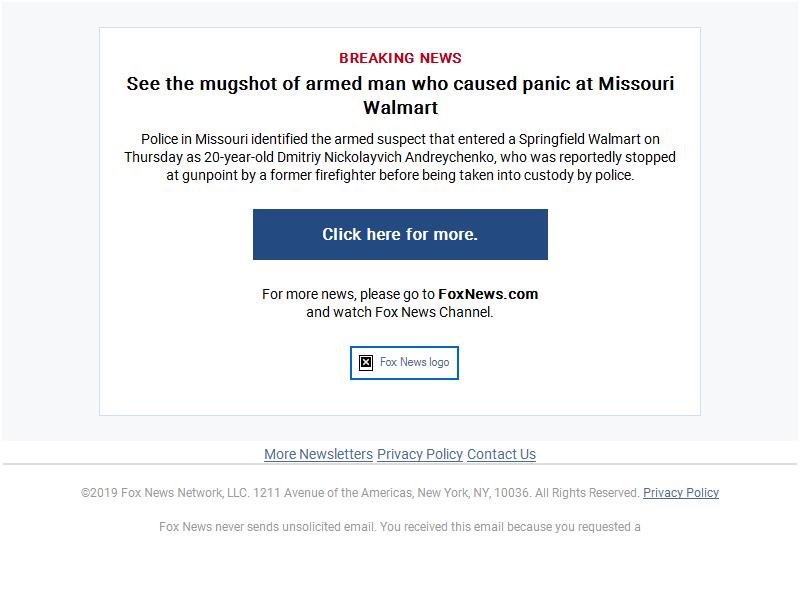 BREAKING NEWS
See the mugshot of armed man who caused panic at Missouri
Walmart
Police in Missouri identified the armed suspect that entered a Springfield Walmart on
Thursday as 20-year-old Dmitriy Nickolayvich Andreychenko, who was reportedly stopped
at gunpoint by a former firefighter before being taken into custody by police.
Click here for more.
For more news, please go to FoxNews.com
and watch Fox News Channel.
Fox News logo
More Newsletters Privacy Policy Contact Us
©2019 Fox News Network, LLC. 1211 Avenue of the Americas, New York, NY, 10036. All Rights Reserved. Privacy Policy
Fox News never sends unsolicited email. You received this email because you requested a